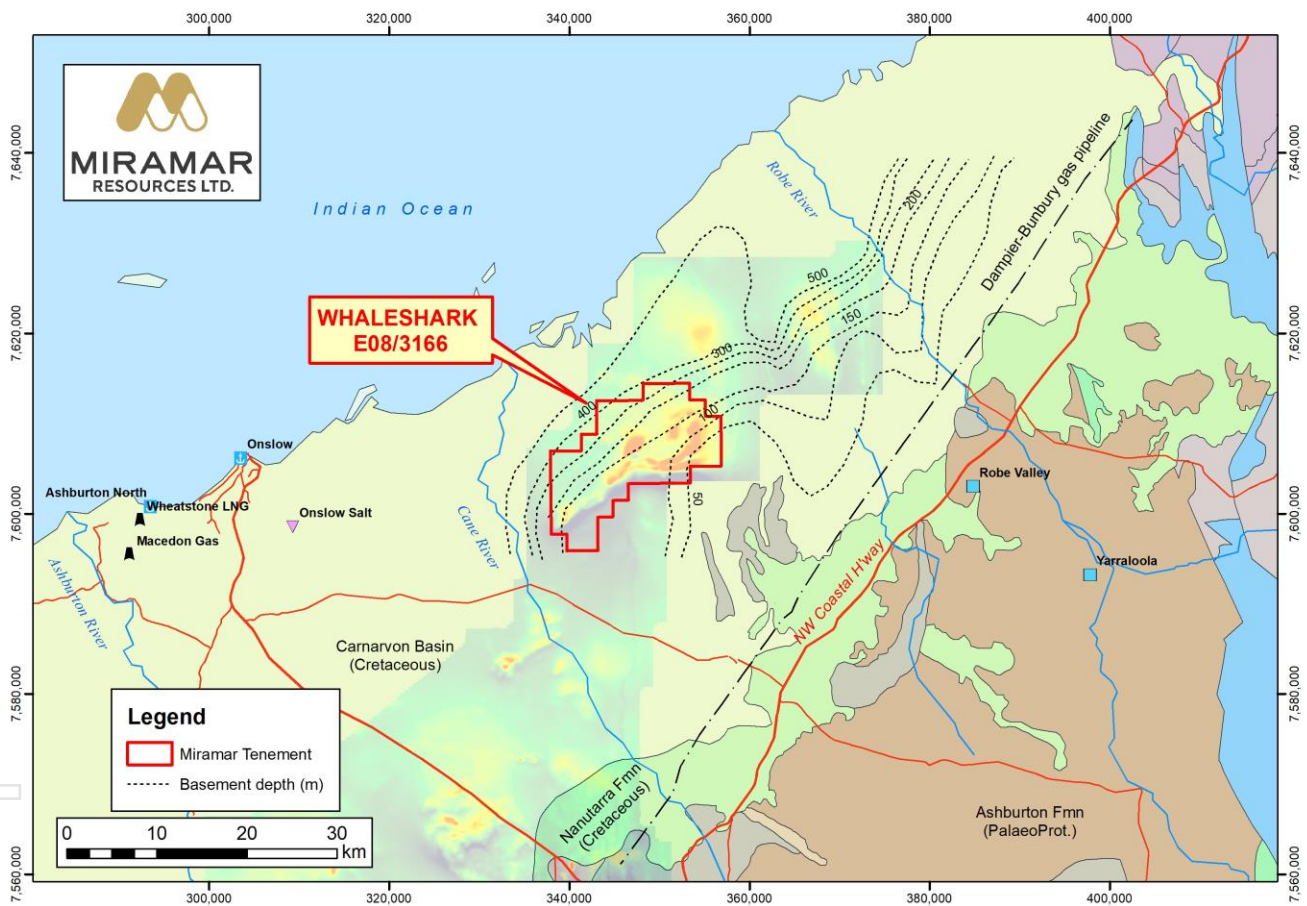 300,000
320,000
340,000
360,000
380,000
400,000
7,640,000
7,640,000
MIRAMAR
RESOURCES LTD.
Indian Ocean
Robe River
200
Dampier-Bunbury gas pipeline
500
150
7,620,000
7,620,000
WHALESHARK
E08/3166
300
400
100
50
Onslow
Ashburton North
Wheatstone LNG
Macedon Gas
Onslow Salt
Ashburton River
Cane River
Robe Valley
Yarraloola
NW Coastal H'way
7,600,000
7,600,000
Carnarvon Basin
(Cretaceous)
7,580,000
7,580,000
Nanutarra Fmn
(Cretaceous)
Ashburton Fmn
(PalaeoProt.)
Legend
Miramar Tenement
Basement depth (m)
0 10 20 30
km
7,560,000
7,560,000
300,000
320,000
340,000
360,000
380,000
400,000